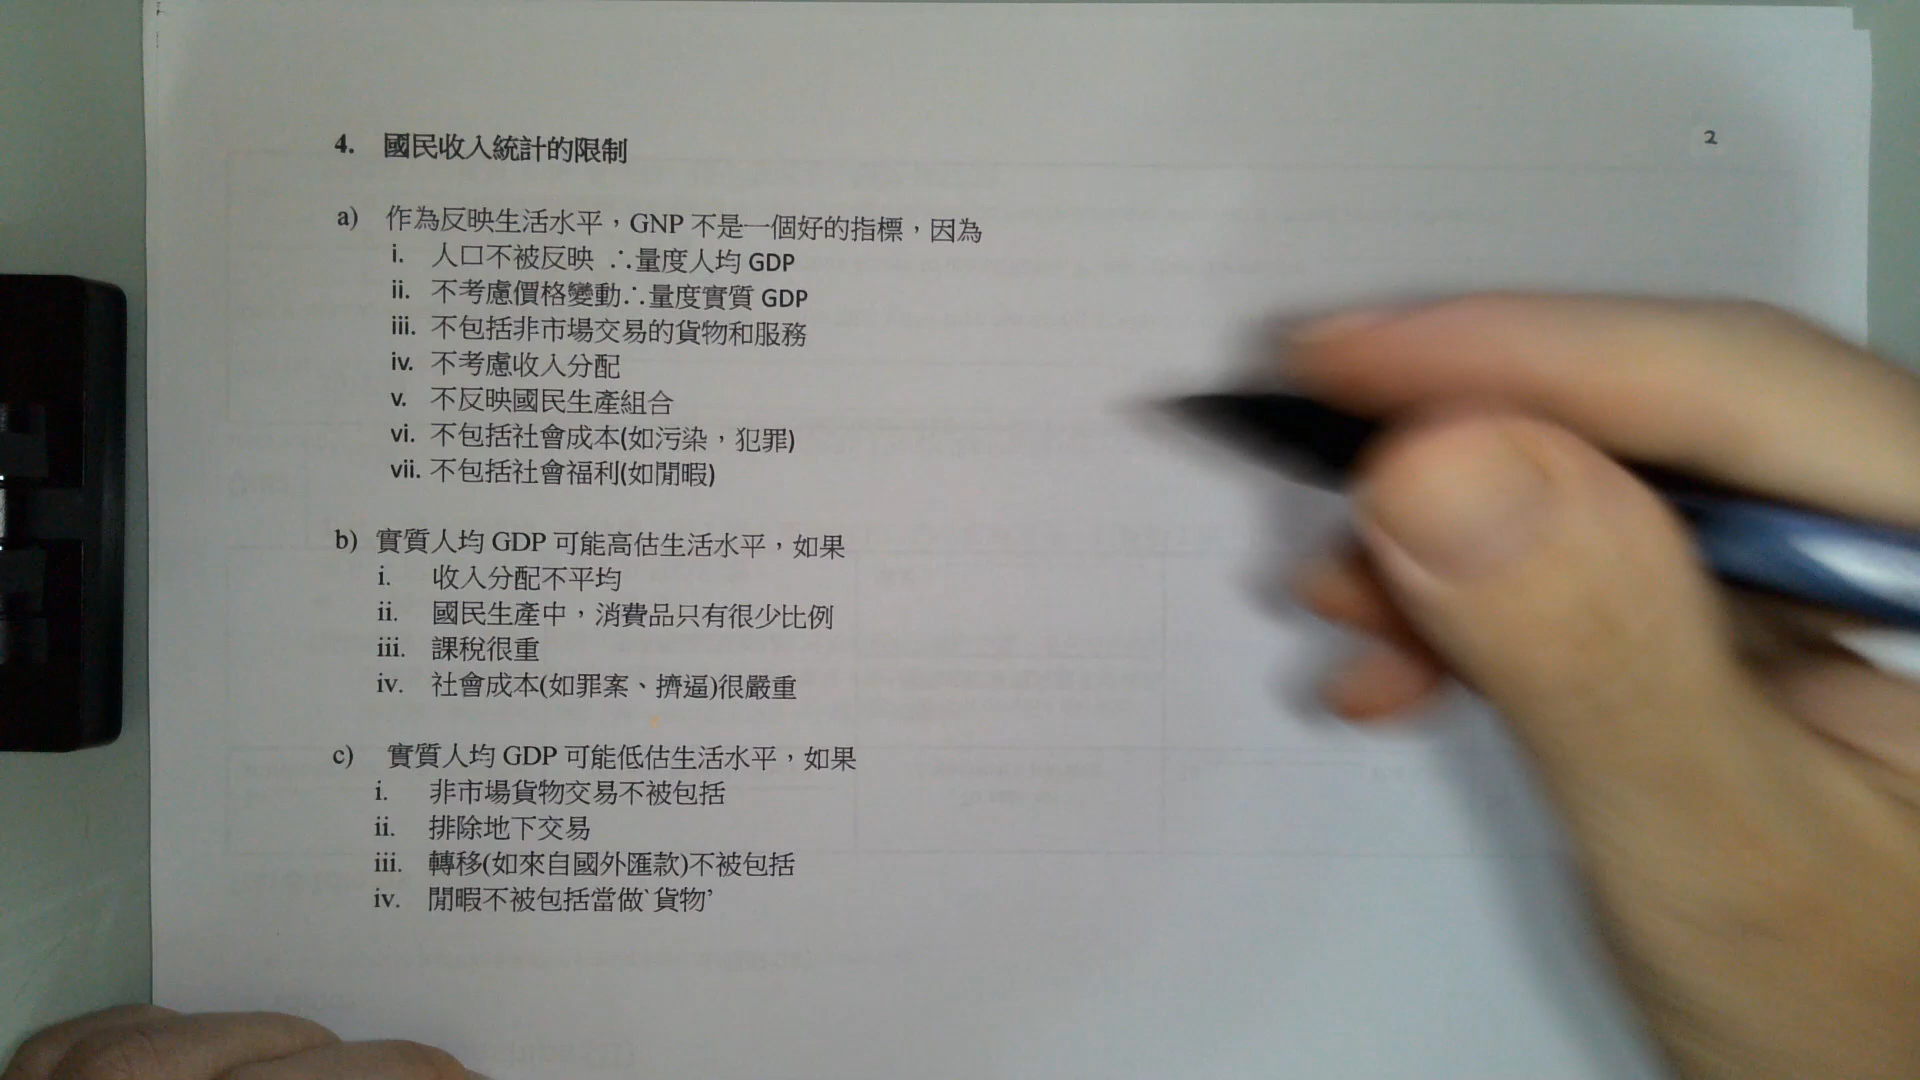 2
4. 國民收入統計的限制
a) 作為反映生活水平，GNP 不是一個好的指標，因為
i. 人口不被反映 ∴量度人均 GDP
ii. 不考慮價格變動∴量度實質 GDP
iii. 不包括非市場交易的貨物和服務
iv. 不考慮收入分配
v. 不反映國民生產組合
vi. 不包括社會成本(如污染，犯罪)
vii. 不包括社會福利(如閒暇)
b) 實質人均 GDP 可能高估生活水平，如果
i. 收入分配不平均
ii. 國民生產中，消費品只有很少比例
iii. 課稅很重
iv. 社會成本(如罪案、擠逼)很嚴重
c) 實質人均 GDP 可能低估生活水平，如果
i. 非市場貨物交易不被包括
ii. 排除地下交易
iii. 轉移(如來自國外匯款)不被包括
iv. 閒暇不被包括當做`貨物’